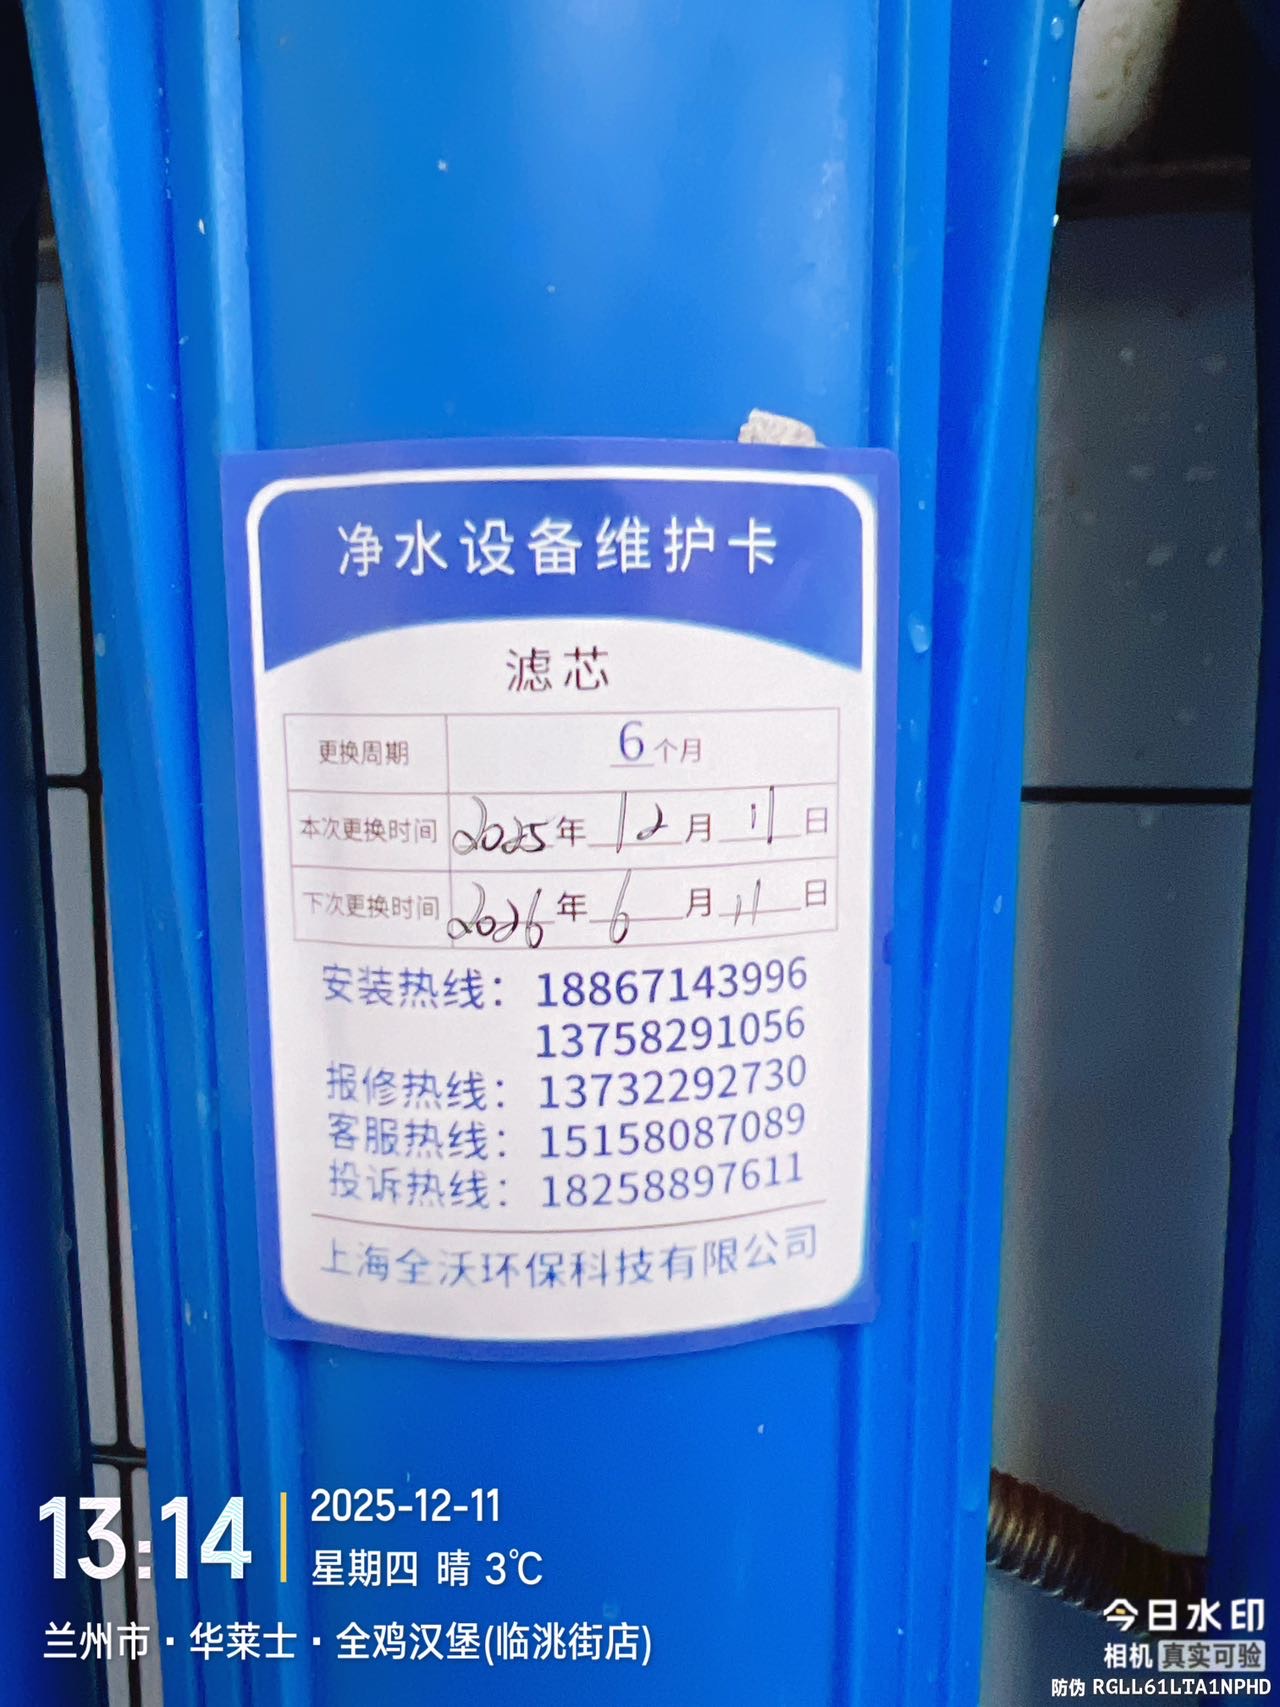 净水设备维护卡
滤芯
更换周期 6个月
本次更换时间 2025年12月11日
下次更换时间 2026年6月11日
安装热线：18867143996
13758291056
报修热线：13732292730
客服热线：15158087089
投诉热线：18258897611
上海全沃环保科技有限公司
13:14
2025-12-11
星期四 晴 3℃
兰州市·华莱士·全鸡汉堡(临洮街店)
今日水印
相机 真实可验
防伪 RGLL61LTA1NPHD